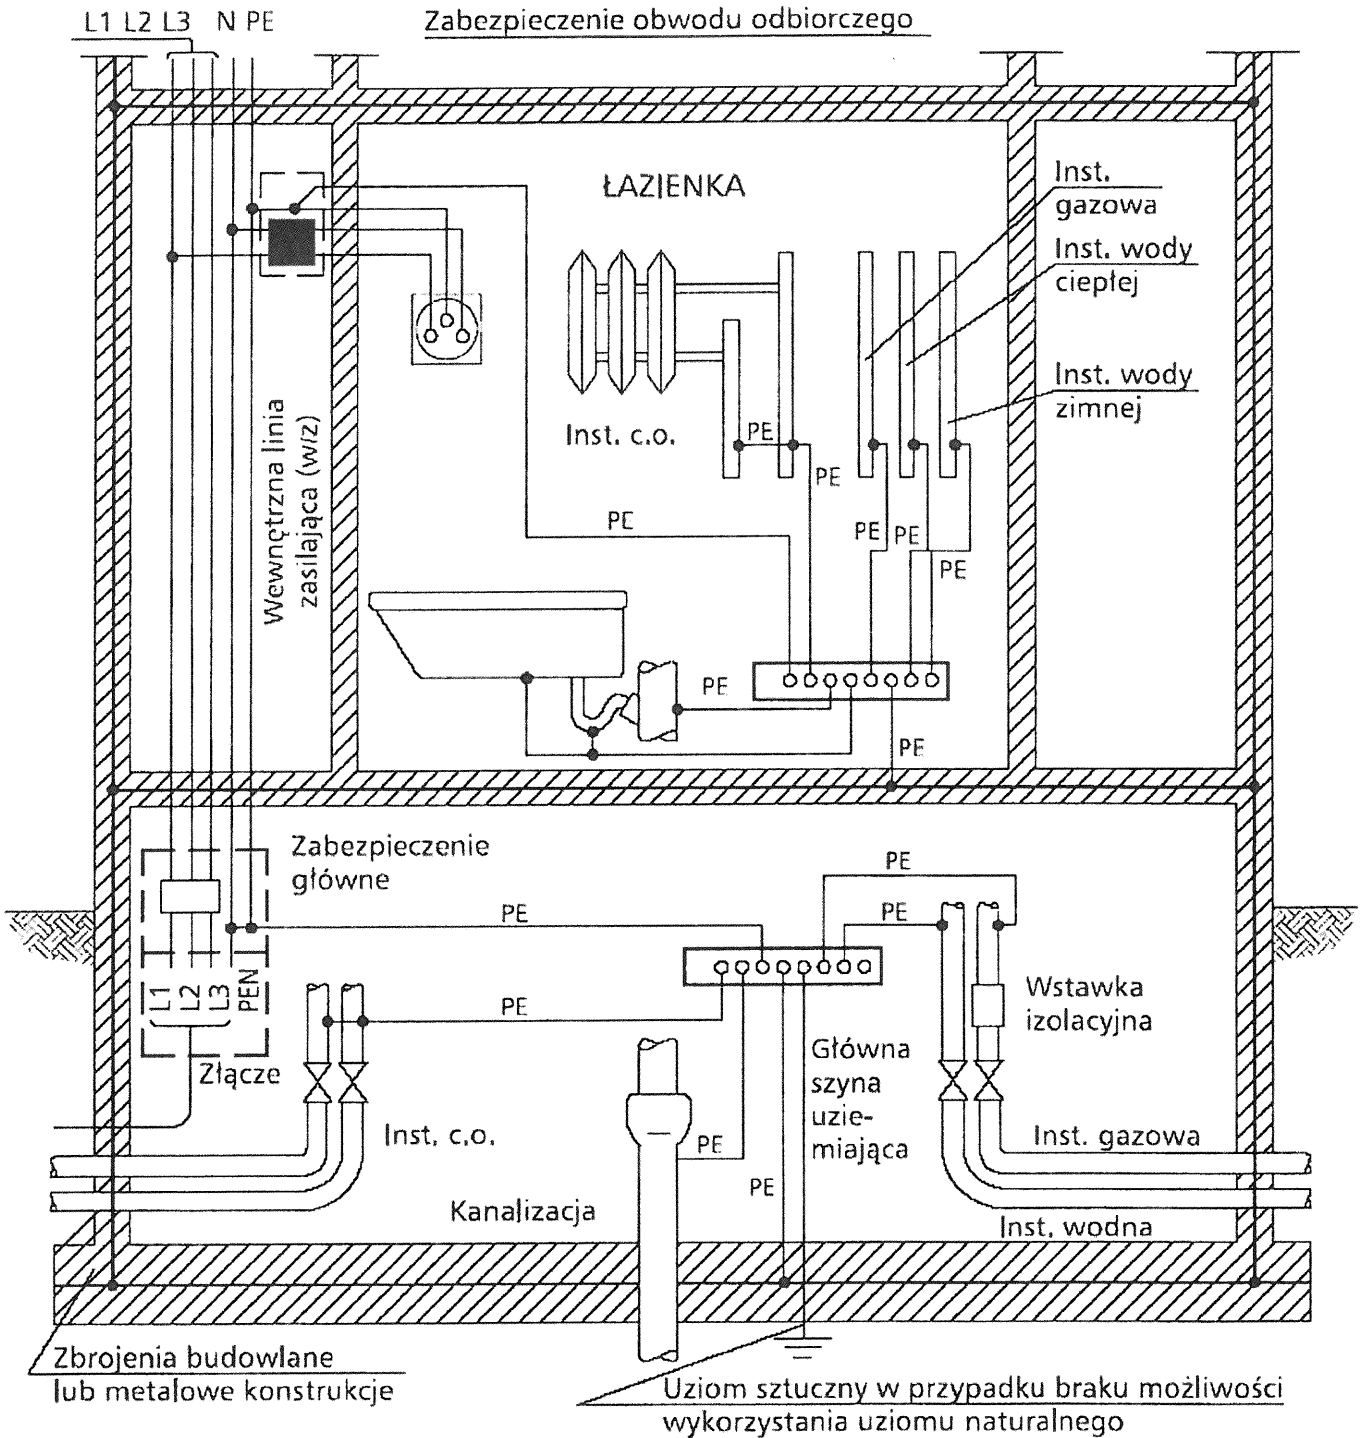 L1 L2 L3 N PE
Zabezpieczenie obwodu odbiorczego
ŁAZIENKA
Inst.
gazowa
Inst. wody
ciepłej
Inst. wody
zimnej
Inst. c.o.
PE
PE
PE
PE
PE
PE
Wewnętrzna linia
zasilająca (wlz)
PE
PE
Zabezpieczenie
główne
PE
PE
PE
L1
L2
L3
PEN
Złącze
PE
Wstawka
izolacyjna
Główna
szyna
uzie-
miająca
Inst. c.o.
PE
PE
Inst. gazowa
Kanalizacja
Inst. wodna
Zbrojenia budowlane
lub metalowe konstrukcje
Uziom sztuczny w przypadku braku możliwości
wykorzystania uziomu naturalnego